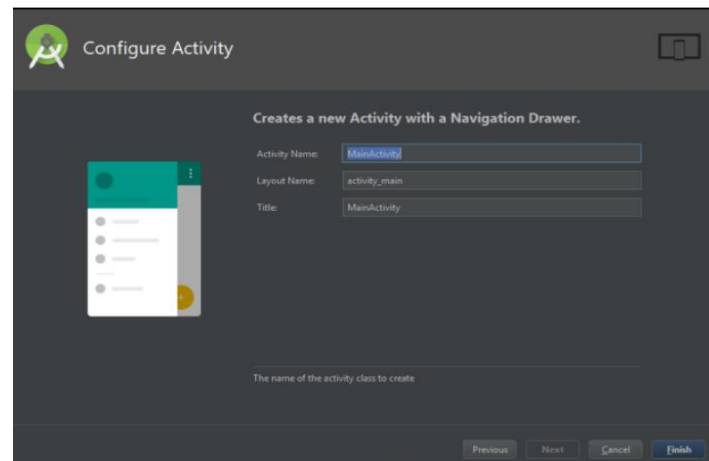 Configure Activity
Creates a new Activity with a Navigation Drawer.
Activity Name: MainActivity
Layout Name: activity_main
Title: MainActivity
The name of the activity class to create
Previous Next Cancel Finish